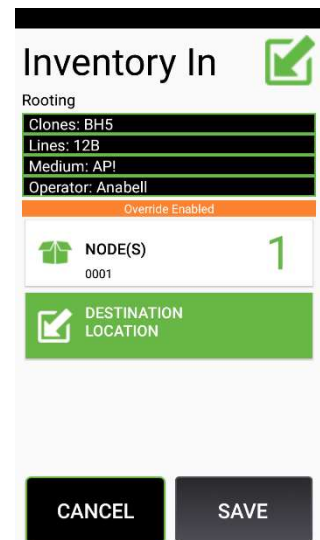 Inventory In
Rooting
Clones: BH5
Lines: 12B
Medium: AP!
Operator: Anabell
Override Enabled
NODE(S)
1
0001
DESTINATION
LOCATION
CANCEL
SAVE